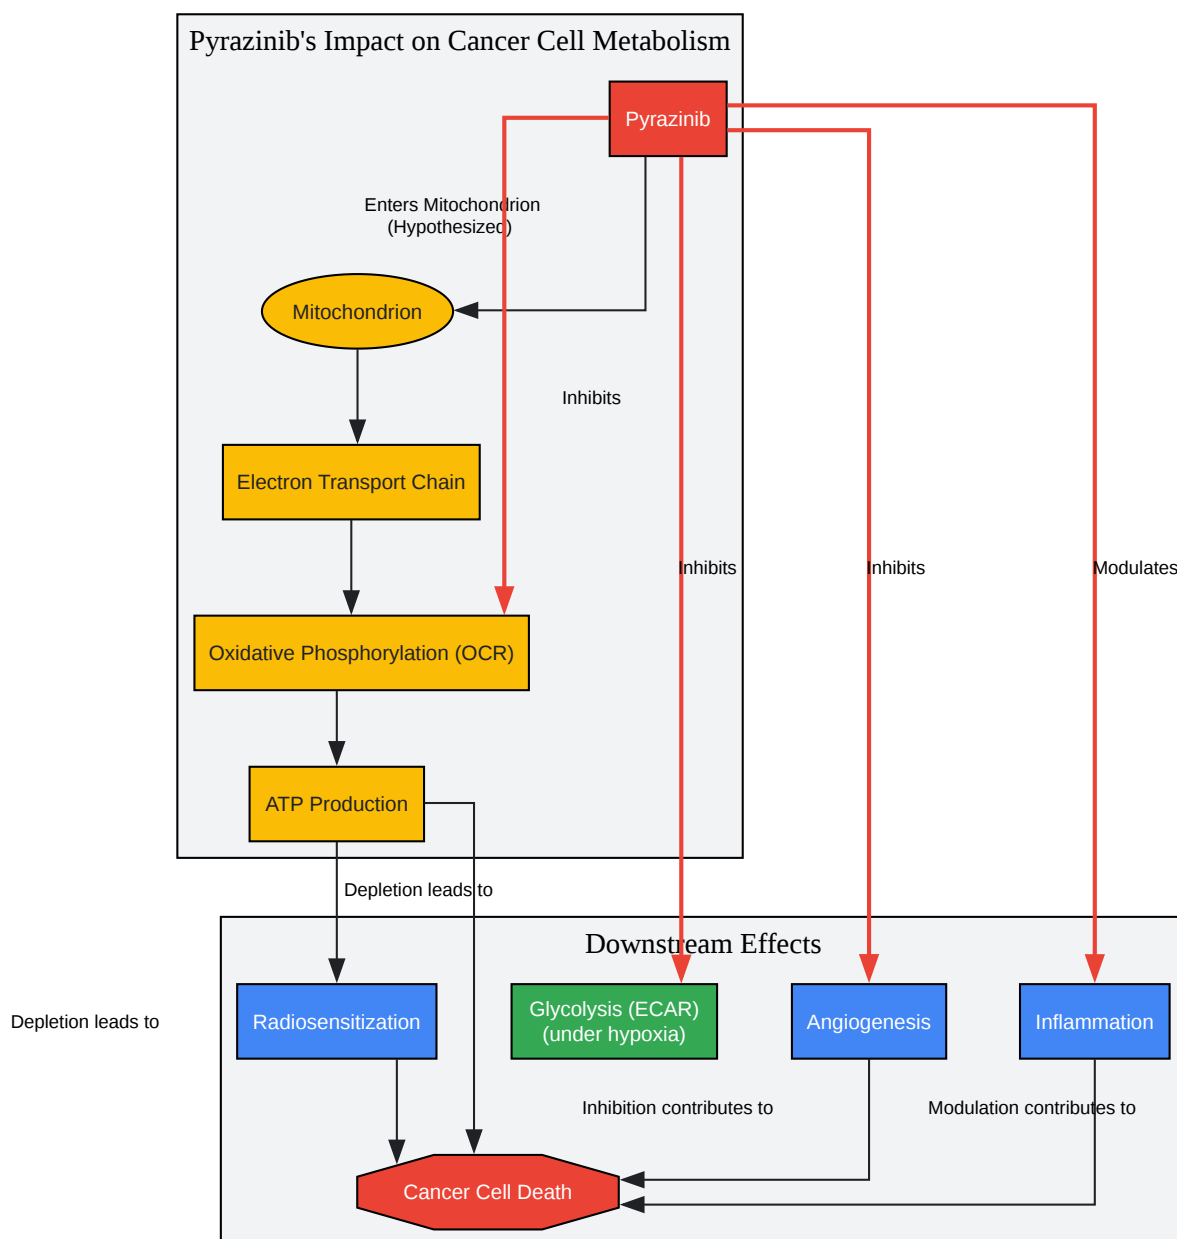 Pyrazinib's Impact on Cancer Cell Metabolism
Pyrazinib
Enters Mitochondrion
(Hypothesized)
Mitochondrion
Inhibits
Electron Transport Chain
Inhibits
Inhibits
Modulates
Oxidative Phosphorylation (OCR)
ATP Production
Depletion leads to
Downstream Effects
Depletion leads to
Radiosensitization
Glycolysis (ECAR)
(under hypoxia)
Angiogenesis
Inflammation
Inhibition contributes to
Modulation contributes to
Cancer Cell Death